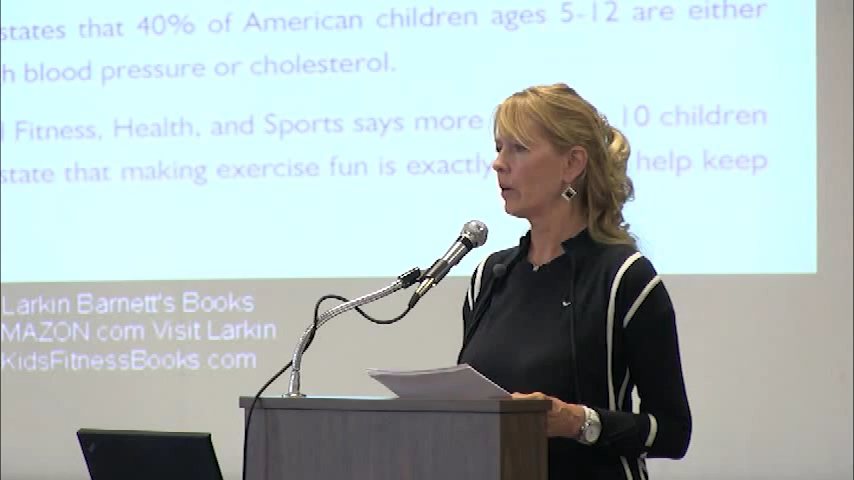 states that 40% of American children ages 5-12 are either
h blood pressure or cholesterol.
l Fitness, Health, and Sports says more 10 children
state that making exercise fun is exactly help keep
Larkin Barnett's Books
MAZON com Visit Larkin
KidsFitnessBooks com